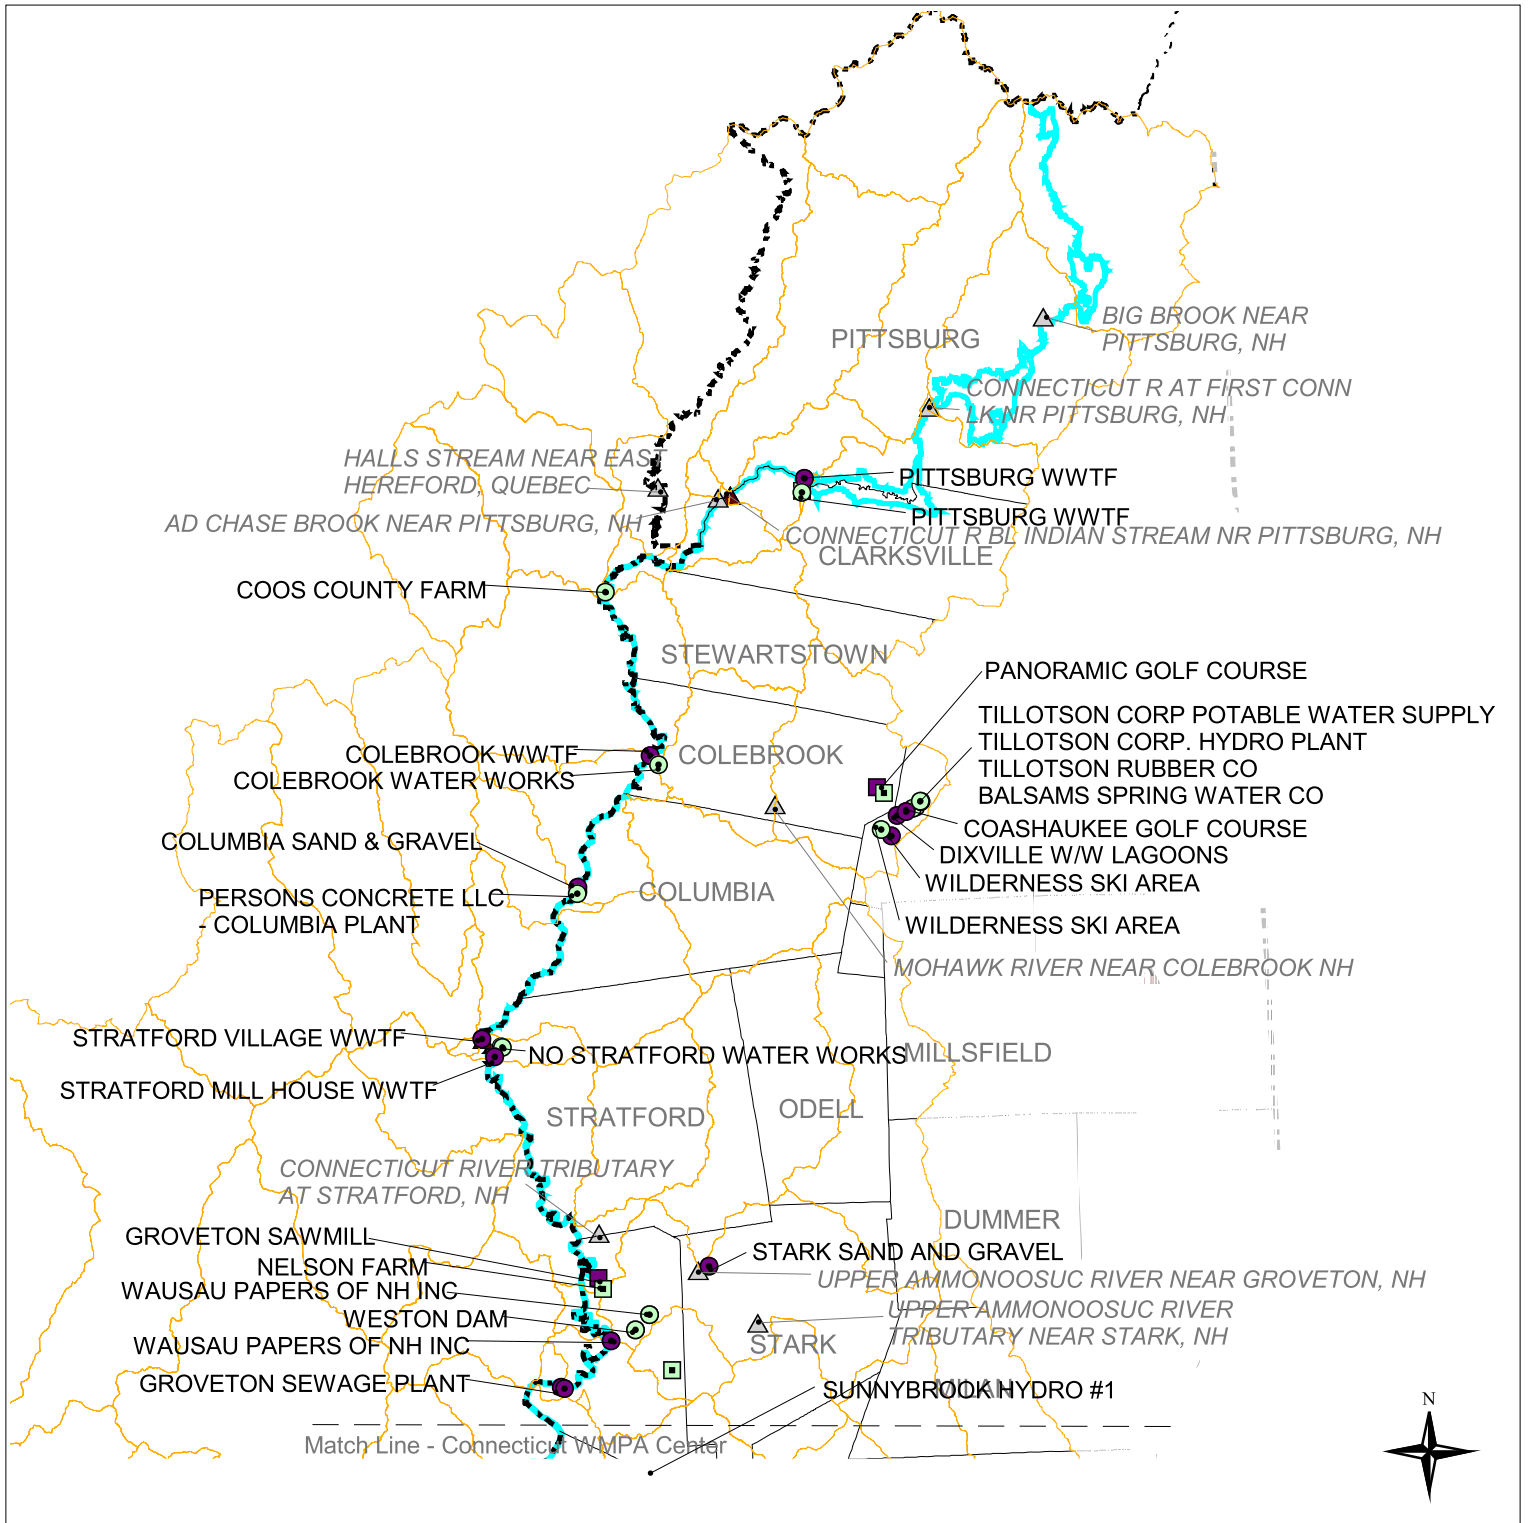 BIG BROOK NEAR
PITTSBURG, NH
PITTSBURG
CONNECTICUT R AT FIRST CONN
LK NR PITTSBURG, NH
HALLS STREAM NEAR EAST
HEREFORD, QUEBEC
PITTSBURG WWTF
PITTSBURG WWTF
AD CHASE BROOK NEAR PITTSBURG, NH
CONNECTICUT R BL INDIAN STREAM NR PITTSBURG, NH
CLARKSVILLE
COOS COUNTY FARM
STEWARTSTOWN
PANORAMIC GOLF COURSE
TILLOTSON CORP POTABLE WATER SUPPLY
TILLOTSON CORP. HYDRO PLANT
TILLOTSON RUBBER CO
BALSAMS SPRING WATER CO
COLEBROOK WWTF
COLEBROOK
COLEBROOK WATER WORKS
COASHAUKEE GOLF COURSE
DIXVILLE W/W LAGOONS
WILDERNESS SKI AREA
WILDERNESS SKI AREA
COLUMBIA SAND & GRAVEL
PERSONS CONCRETE LLC
- COLUMBIA PLANT
COLUMBIA
MOHAWK RIVER NEAR COLEBROOK NH
STRATFORD VILLAGE WWTF
NO STRATFORD WATER WORKS
MILLSFIELD
STRATFORD MILL HOUSE WWTF
STRATFORD
ODELL
CONNECTICUT RIVER TRIBUTARY
AT STRATFORD, NH
DUMMER
GROVETON SAWMILL
STARK SAND AND GRAVEL
NELSON FARM
UPPER AMMONOOSUC RIVER NEAR GROVETON, NH
WAUSAU PAPERS OF NH INC
UPPER AMMONOOSUC RIVER
TRIBUTARY NEAR STARK, NH
WESTON DAM
WAUSAU PAPERS OF NH INC
STARK
GROVETON SEWAGE PLANT
SUNNYBROOK HYDRO #1
MILAN
N
Match Line - Connecticut WMPA Center